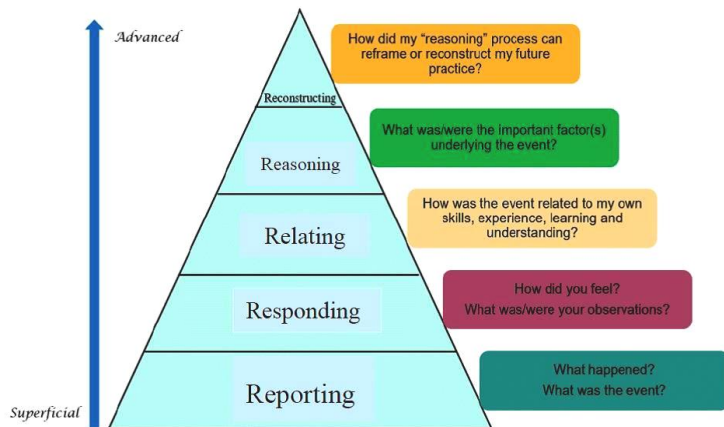 Advanced
How did my "reasoning" process can
reframe or reconstruct my future
practice?
Reconstructing
What was/were the important factor(s)
underlying the event?
Reasoning
How was the event related to my own
skills, experience, learning and
understanding?
Relating
How did you feel?
What was/were your observations?
Responding
What happened?
What was the event?
Reporting
Superficial